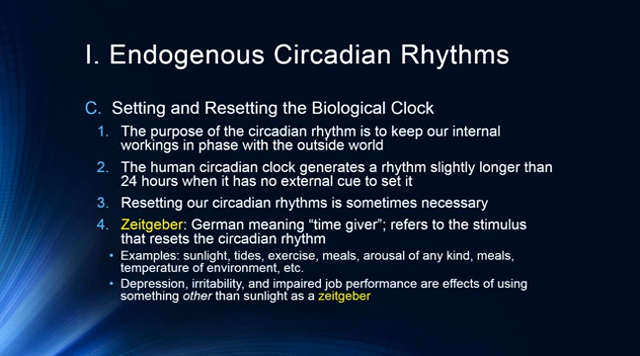 I. Endogenous Circadian Rhythms
C. Setting and Resetting the Biological Clock
1. The purpose of the circadian rhythm is to keep our internal
workings in phase with the outside world
2. The human circadian clock generates a rhythm slightly longer than
24 hours when it has no external cue to set it
3. Resetting our circadian rhythms is sometimes necessary
4. Zeitgeber: German meaning “time giver”; refers to the stimulus
that resets the circadian rhythm
• Examples: sunlight, tides, exercise, meals, arousal of any kind, meals,
temperature of environment, etc.
• Depression, irritability, and impaired job performance are effects of using
something other than sunlight as a zeitgeber